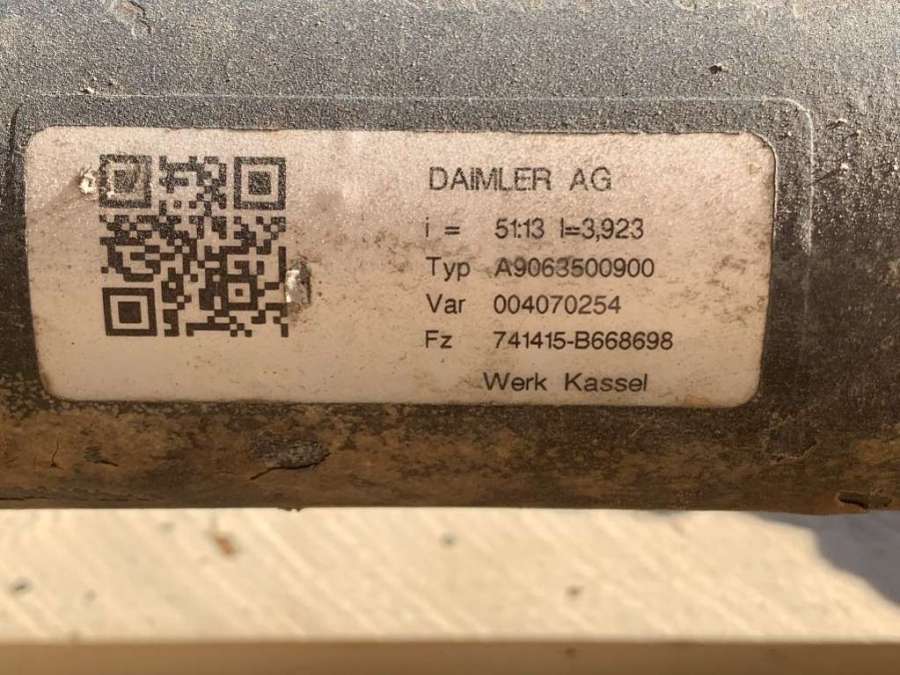 DAIMLER AG
i = 51:13 I=3,923
Typ A9063500900
Var 004070254
Fz 741415-B668698
Werk Kassel